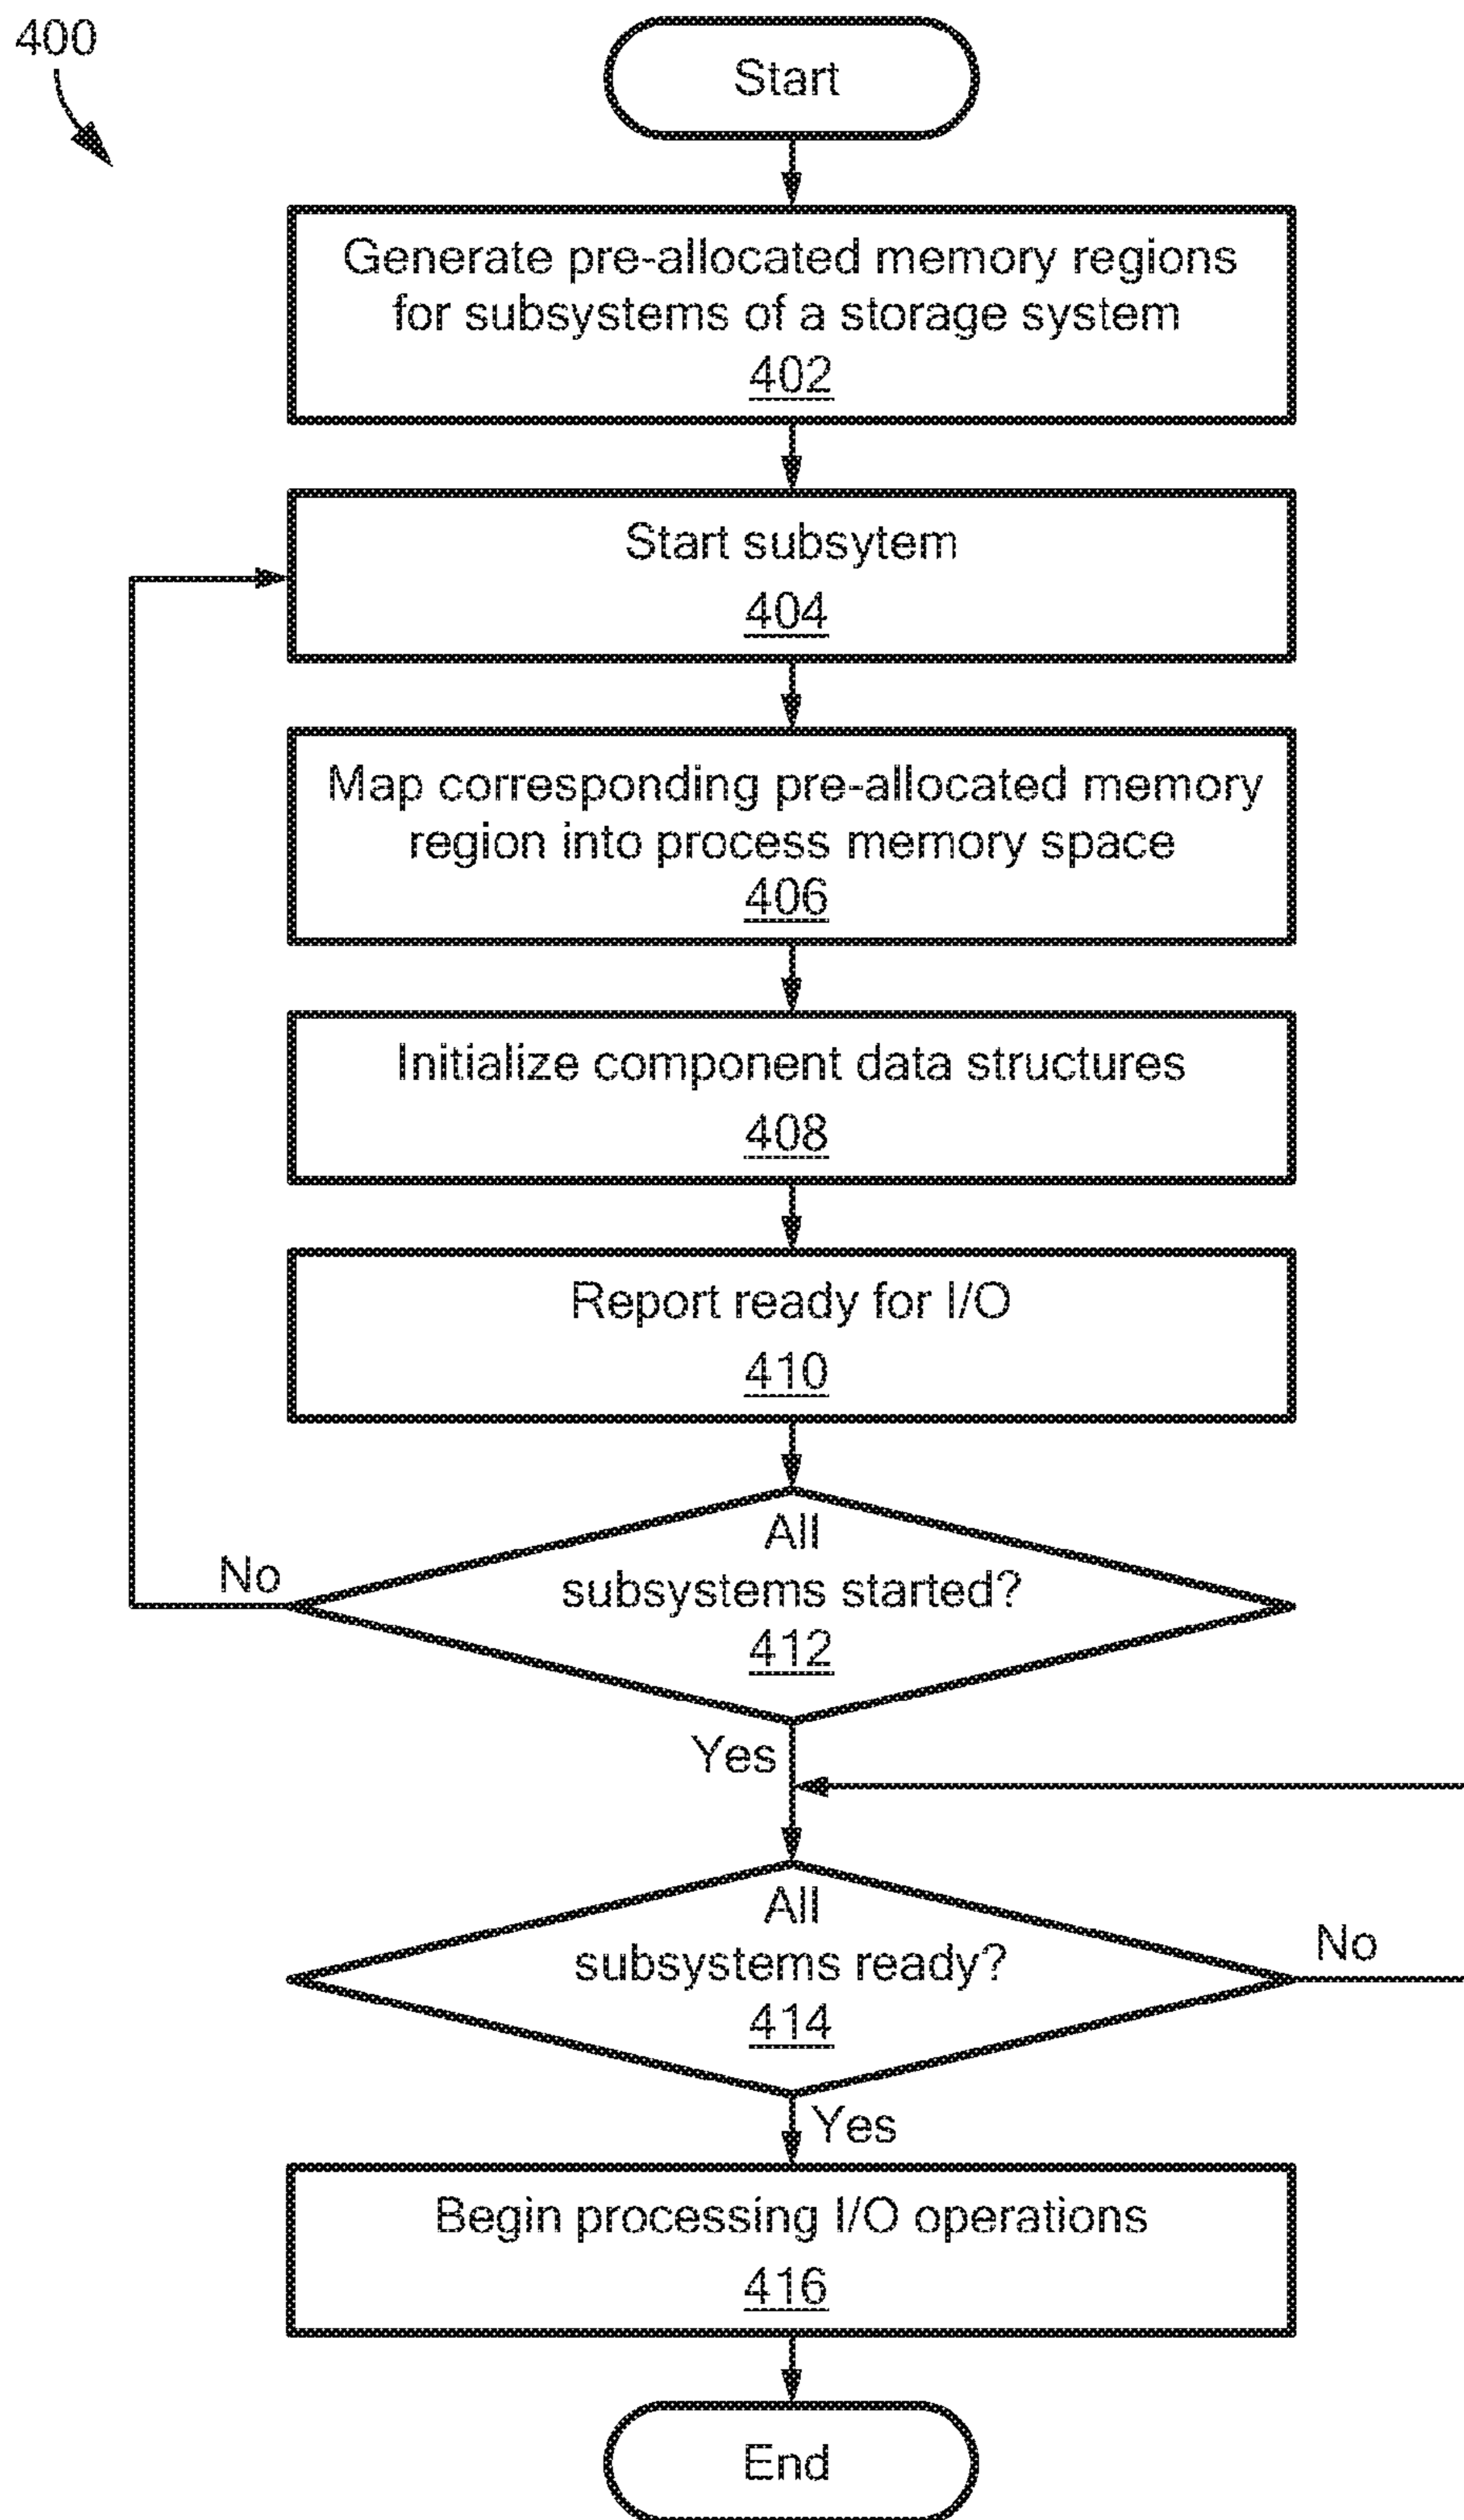 400
Start
Generate pre-allocated memory regions
for subsystems of a storage system
402
Start subsytem
404
Map corresponding pre-allocated memory
region into process memory space
406
Initialize component data structures
408
Report ready for I/O
410
All
subsystems started?
412
No
Yes
All
subsystems ready?
414
No
Yes
Begin processing I/O operations
416
End